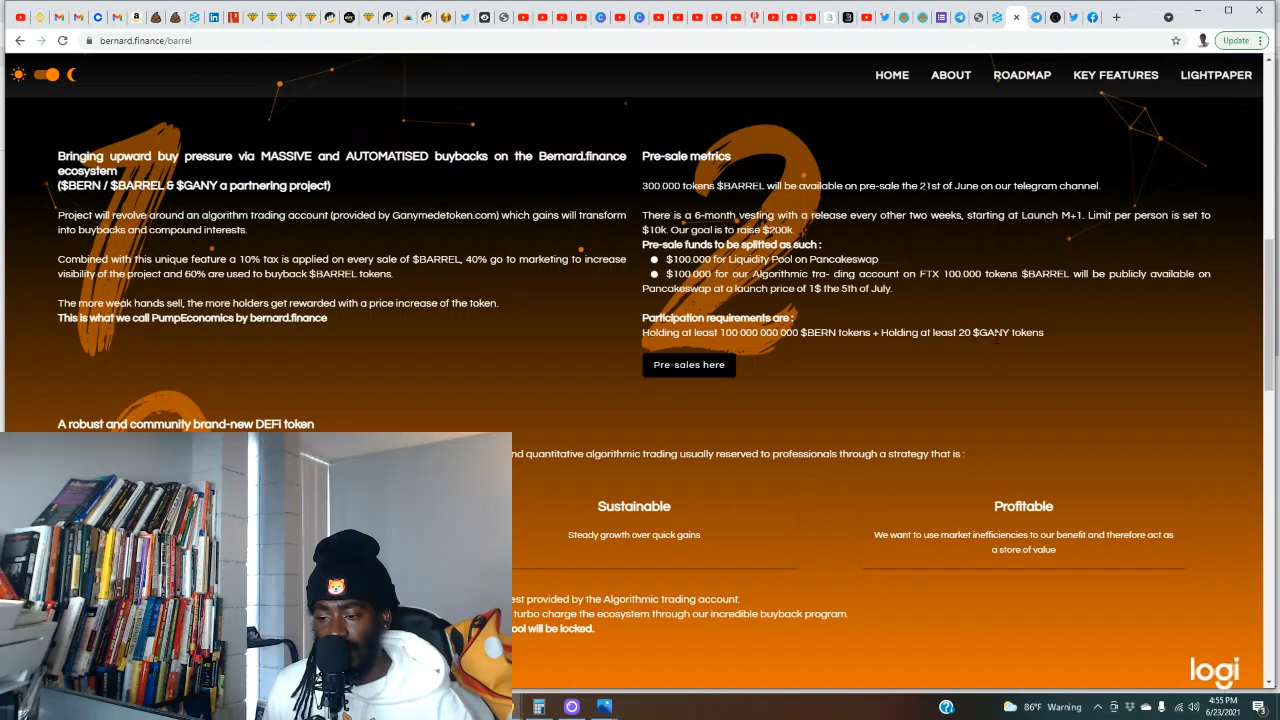 bernard.finance/barrel
Update
HOME ABOUT ROADMAP KEY FEATURES LIGHTPAPER
Bringing upward buy pressure via MASSIVE and AUTOMATISED buybacks on the Bernard.finance
ecosystem
($BERN / $BARREL & $GANY a partnering project)
Project will revolve around an algorithm trading account (provided by Ganymedetoken.com) which gains will transform
into buybacks and compound interests.
Combined with this unique feature a 10% tax is applied on every sale of $BARREL, 40% go to marketing to increase
visibility of the project and 60% are used to buyback $BARREL tokens.
The more weak hands sell, the more holders get rewarded with a price increase of the token.
This is what we call PumpEconomics by bernard.finance
Pre-sale metrics
300.000 tokens $BARREL will be available on pre-sale the 21st of June on our telegram channel.
There is a 6-month vesting with a release every other two weeks, starting at Launch M+1. Limit per person is set to
$10k. Our goal is to raise $200k.
Pre-sale funds to be splitted as such :
$100.000 for Liquidity Pool on Pancakeswap
$100.000 for our Algorithmic tra- ding account on FTX 100.000 tokens $BARREL will be publicly available on
Pancakeswap at a launch price of 1$ the 5th of July.
Participation requirements are :
Holding at least 100 000 000 000 $BERN tokens + Holding at least 20 $GANY tokens
Pre-sales here
A robust and community brand-new DEFi token
nd quantitative algorithmic trading usually reserved to professionals through a strategy that is :
Sustainable
Steady growth over quick gains
Profitable
We want to use market inefficiencies to our benefit and therefore act as
a store of value
est provided by the Algorithmic trading account.
turbo charge the ecosystem through our incredible buyback program.
ool will be locked.
logi
86°F Warning
4:55 PM
6/23/2021